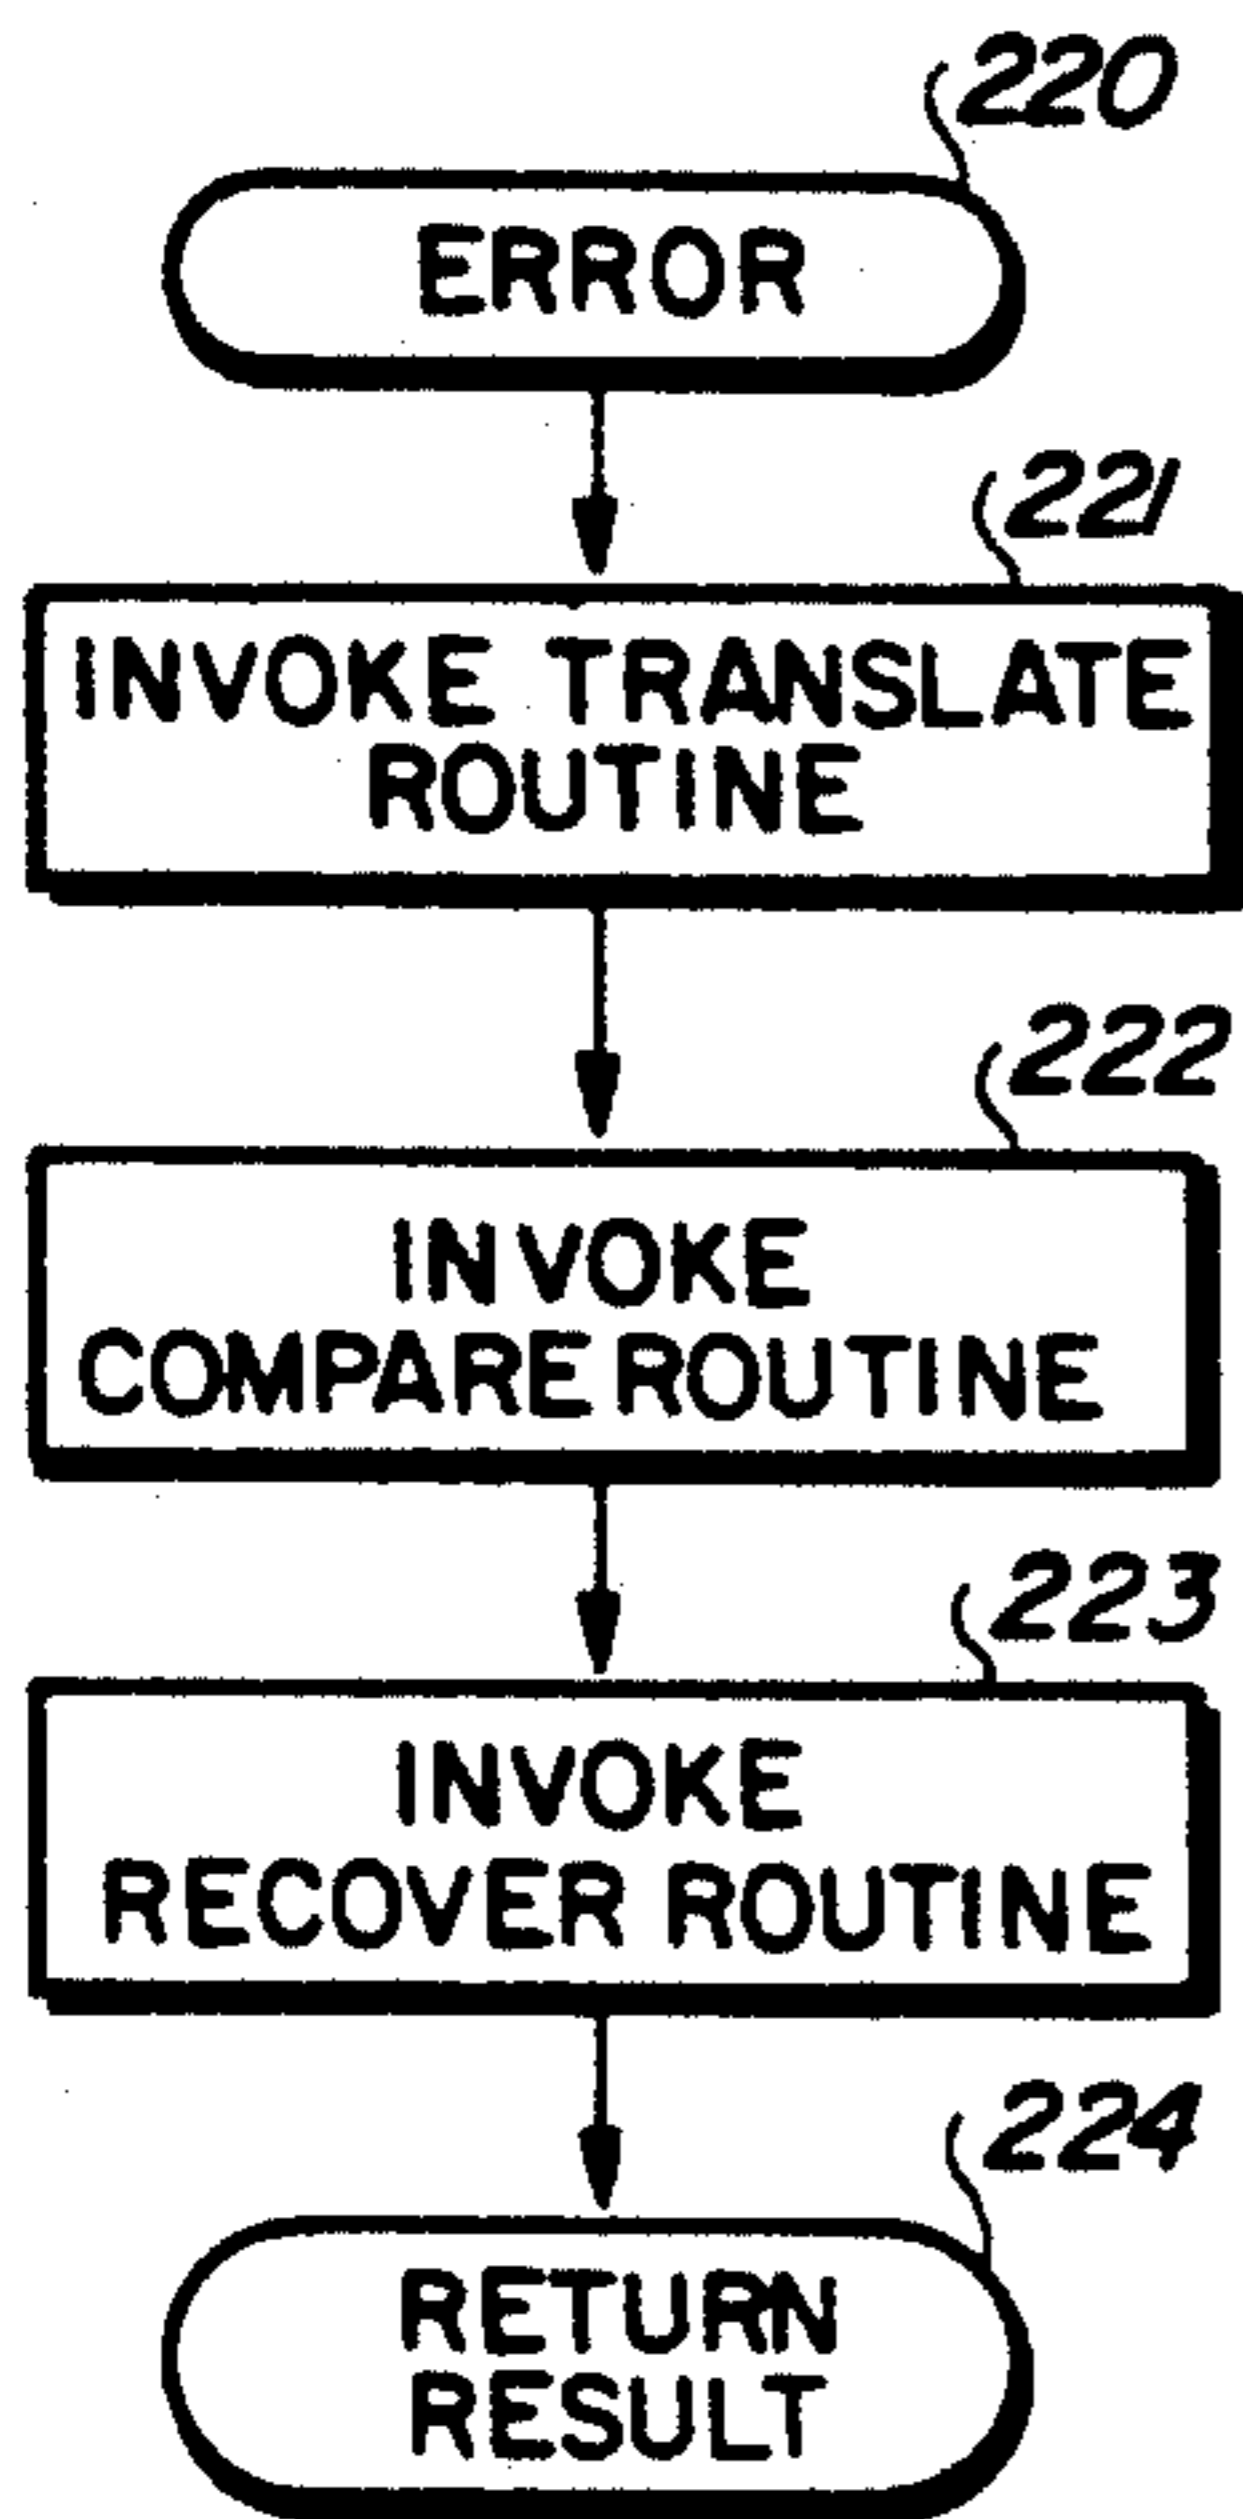 220
ERROR
221
INVOKE TRANSLATE
ROUTINE
222
INVOKE
COMPARE ROUTINE
223
INVOKE
RECOVER ROUTINE
224
RETURN
RESULT